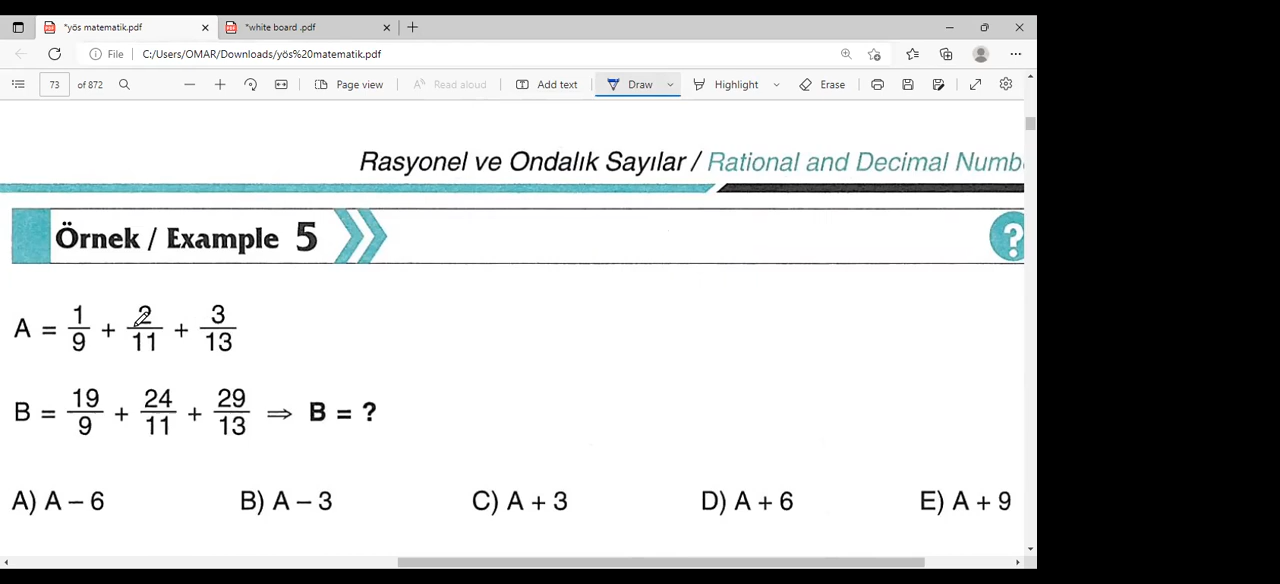 *yös matematik.pdf
*white board .pdf
File C:/Users/OMAR/Downloads/yös%20matematik.pdf
73 of 872 Page view Read aloud Add text Draw Highlight Erase
Rasyonel ve Ondalık Sayılar / Rational and Decimal Numb
Örnek / Example 5 ?
A = 1/9 + 2/11 + 3/13
B = 19/9 + 24/11 + 29/13 ⇒ B = ?
A) A – 6 B) A – 3 C) A + 3 D) A + 6 E) A + 9